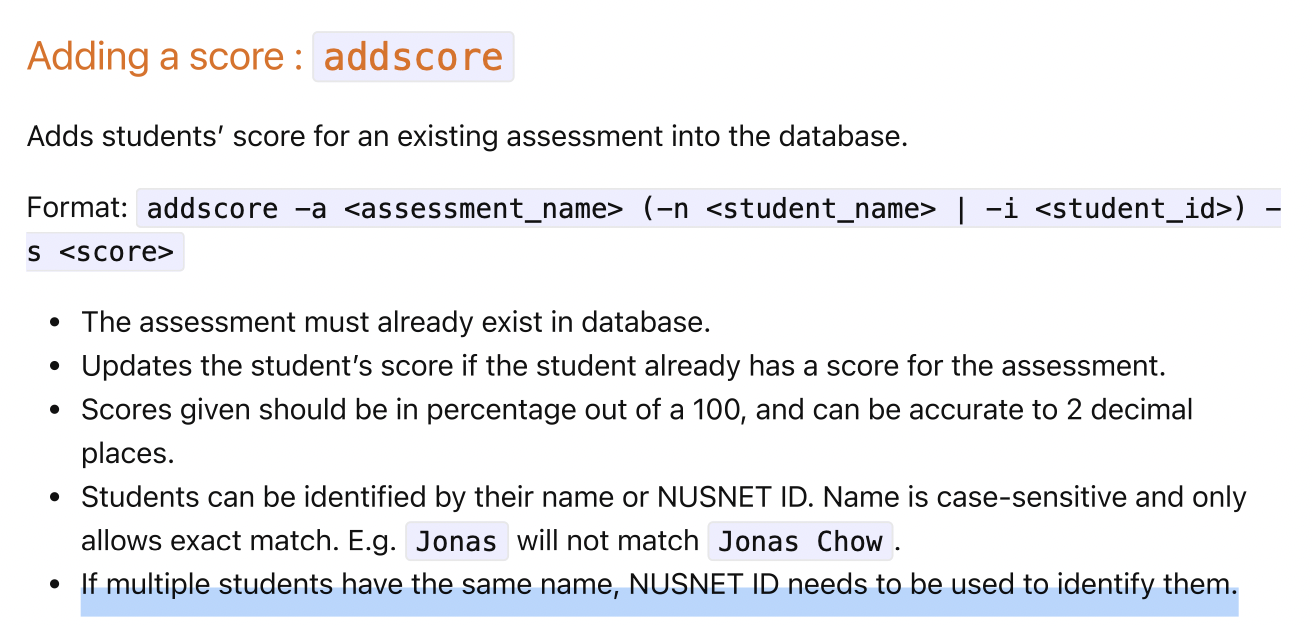 Adding a score : addscore
Adds students’ score for an existing assessment into the database.
Format: addscore -a <assessment_name> (-n <student_name> | -i <student_id>) -
s <score>
• The assessment must already exist in database.
• Updates the student’s score if the student already has a score for the assessment.
• Scores given should be in percentage out of a 100, and can be accurate to 2 decimal
places.
• Students can be identified by their name or NUSNET ID. Name is case-sensitive and only
allows exact match. E.g. Jonas will not match Jonas Chow.
• If multiple students have the same name, NUSNET ID needs to be used to identify them.